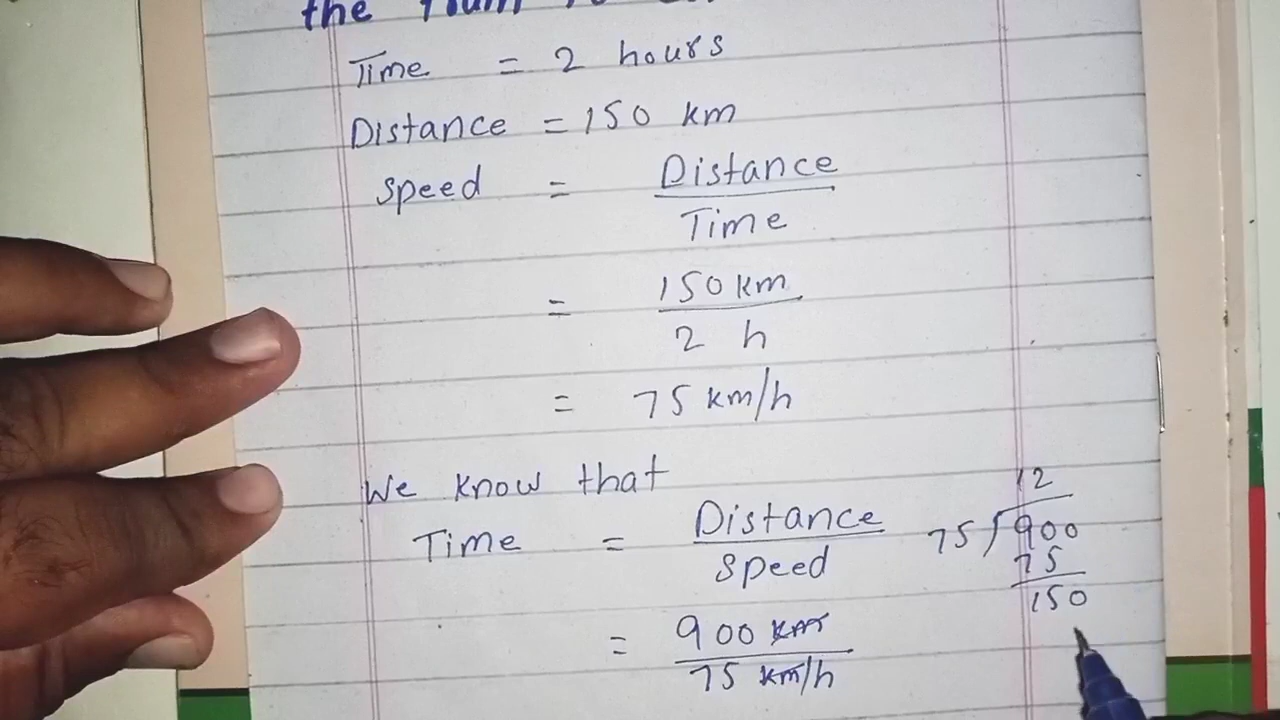 the
Time = 2 hours
Distance = 150 km
speed = Distance
Time
= 150 km
2 h
= 75 km/h
We know that
Time = Distance
speed
= 900 km
75 km/h
12
75 ) 900
75
150